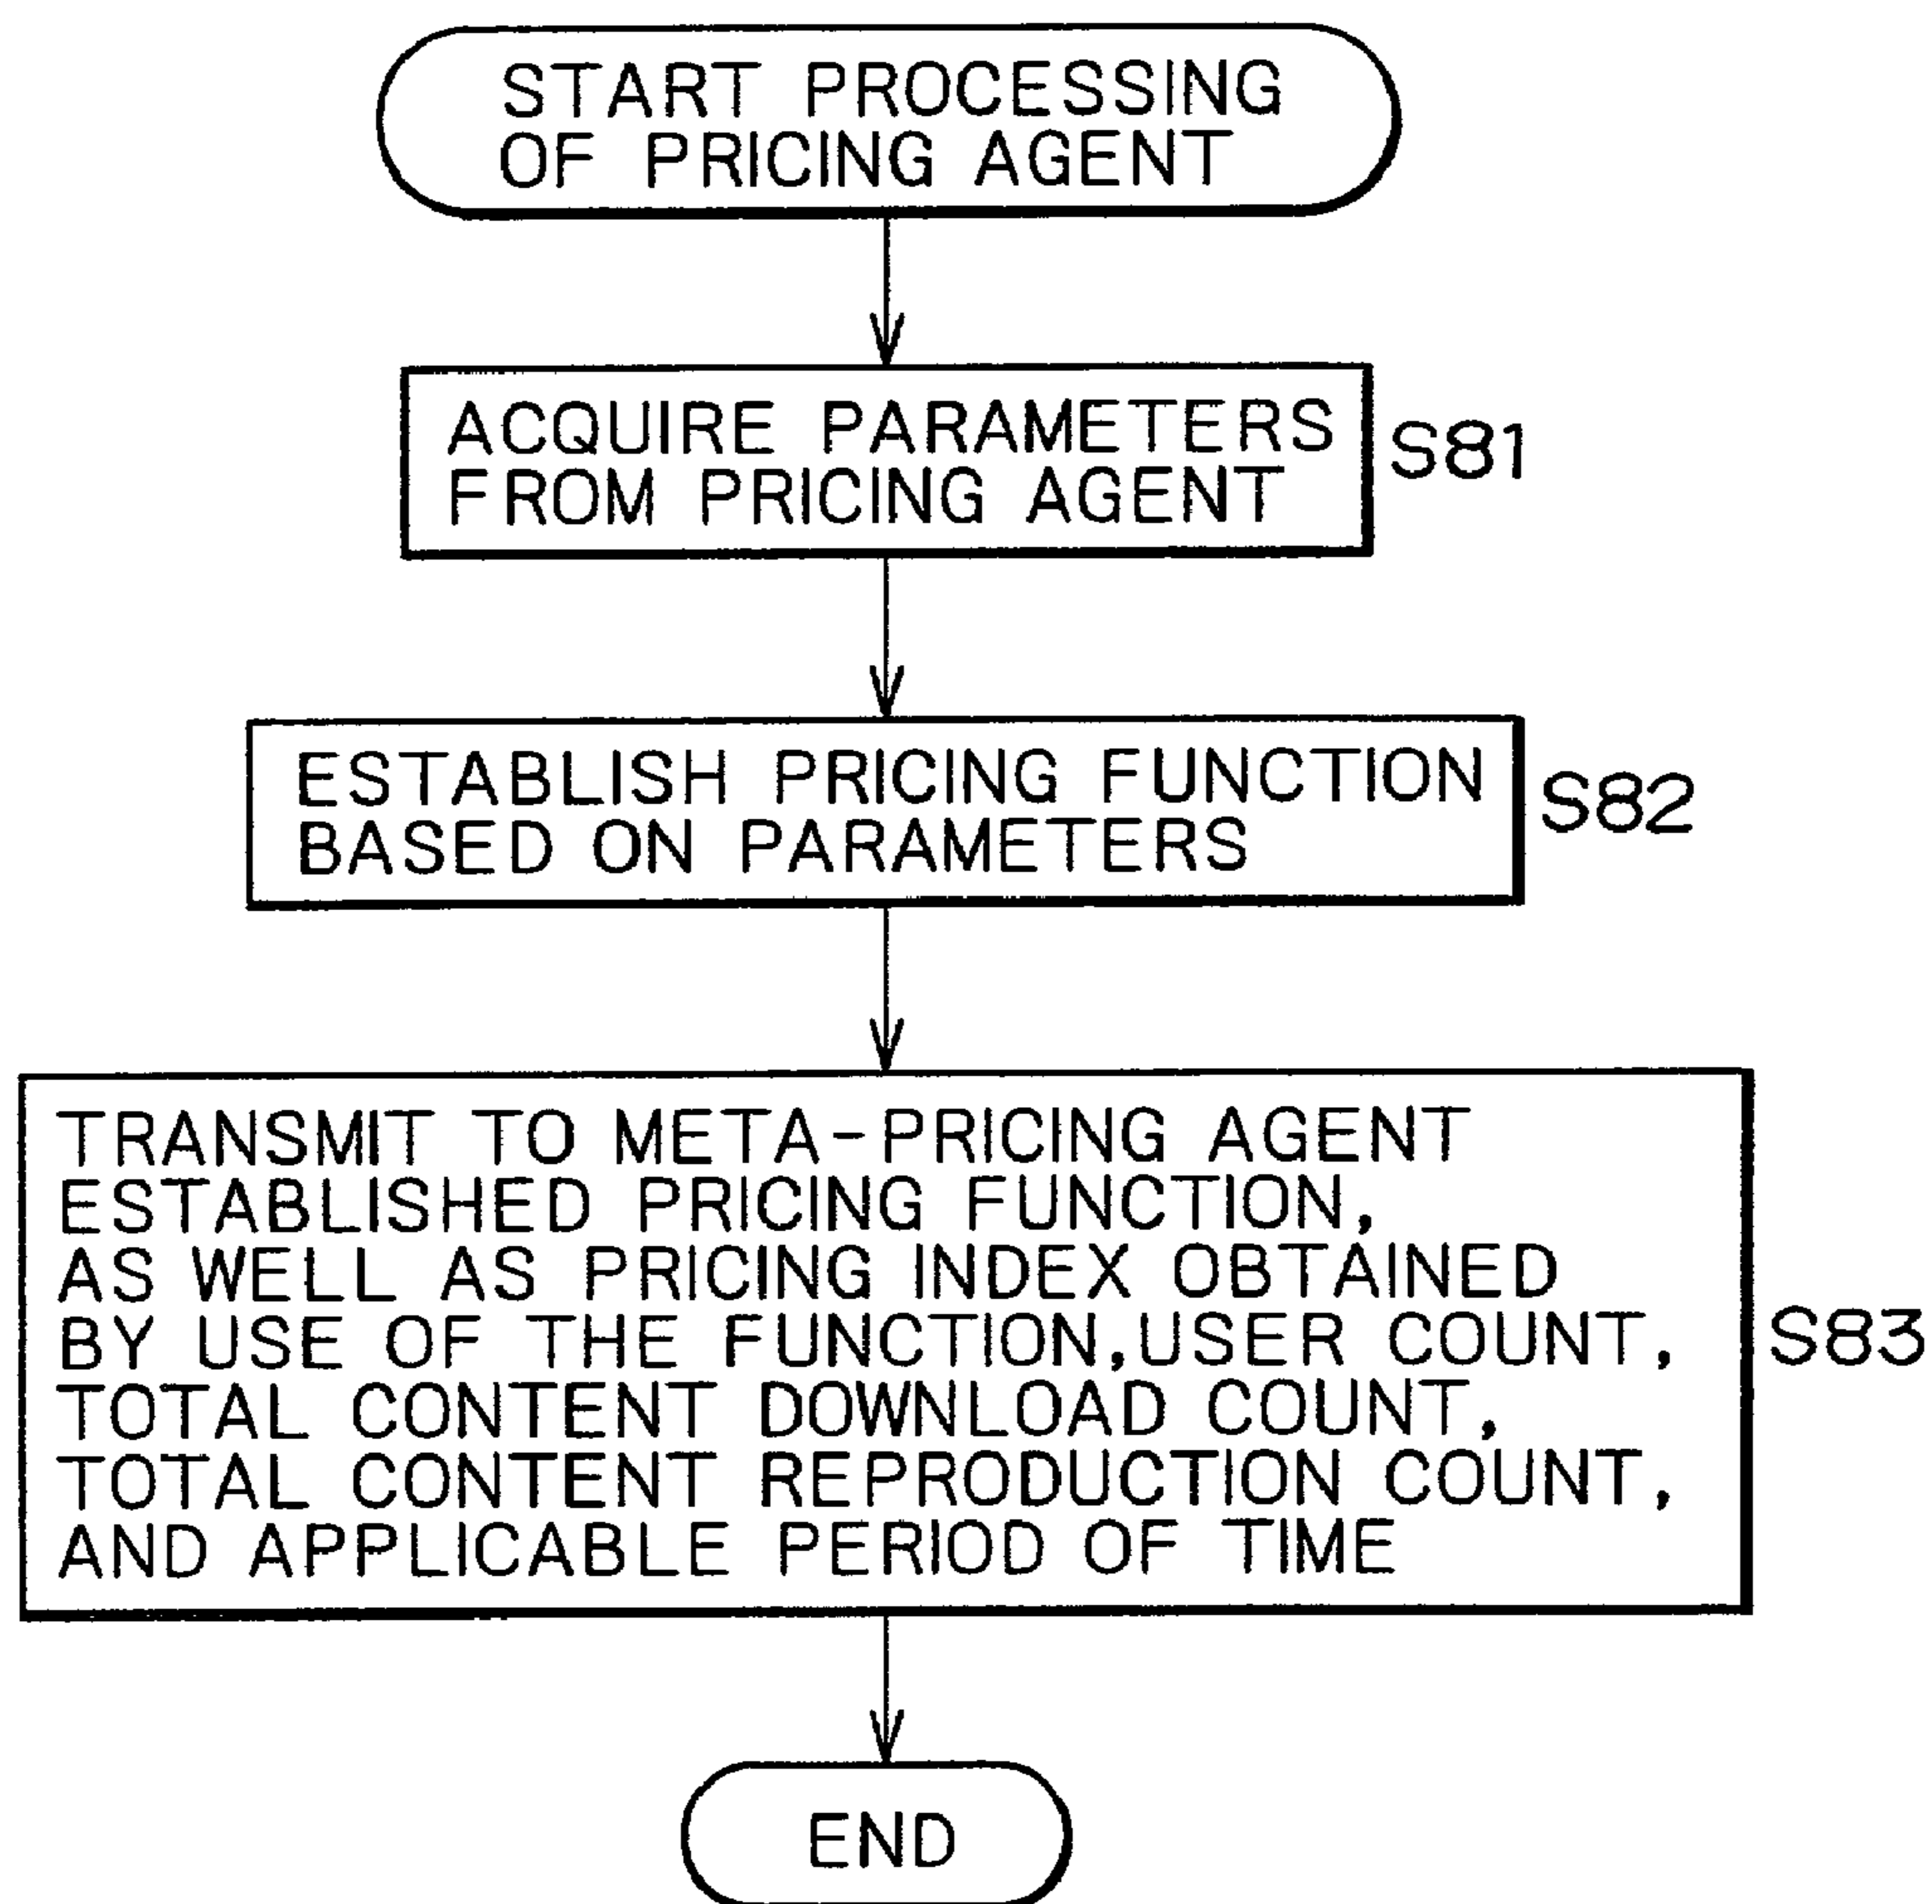 START PROCESSING
OF PRICING AGENT
ACQUIRE PARAMETERS
FROM PRICING AGENT
S81
ESTABLISH PRICING FUNCTION
BASED ON PARAMETERS
S82
TRANSMIT TO META-PRICING AGENT
ESTABLISHED PRICING FUNCTION,
AS WELL AS PRICING INDEX OBTAINED
BY USE OF THE FUNCTION,USER COUNT,
TOTAL CONTENT DOWNLOAD COUNT,
TOTAL CONTENT REPRODUCTION COUNT,
AND APPLICABLE PERIOD OF TIME
S83
END